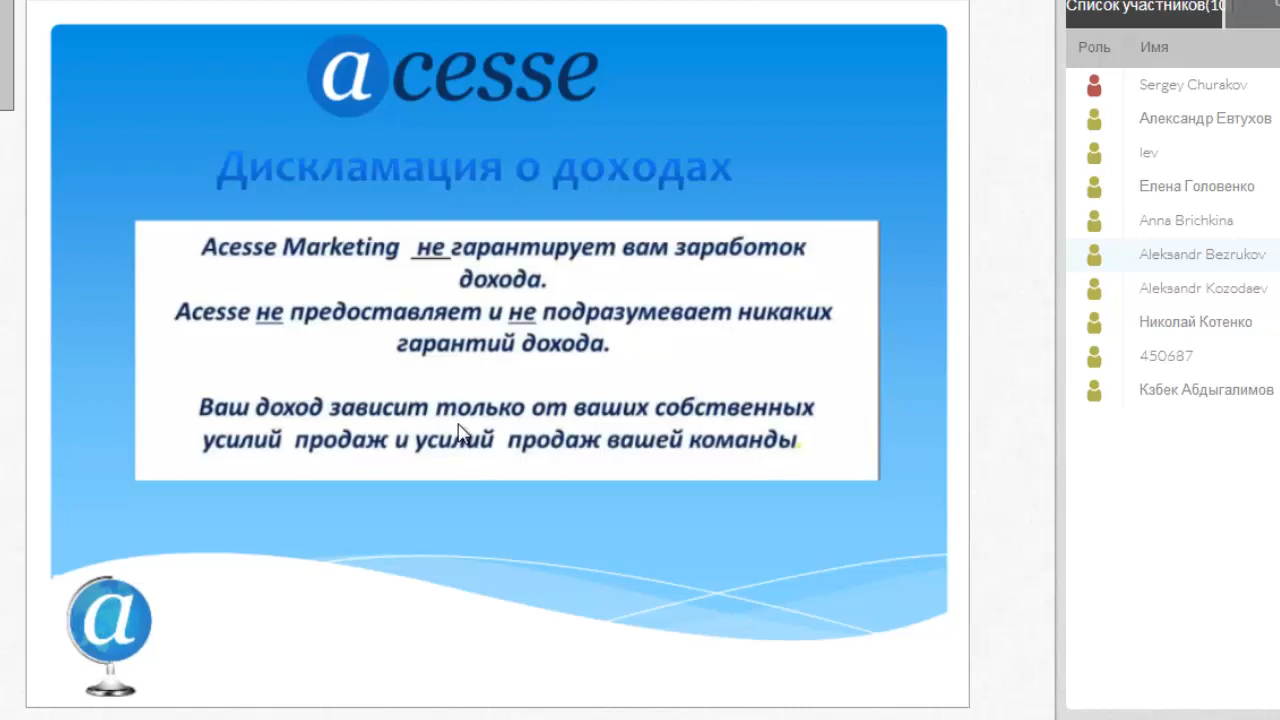 acesse
Дискламация о доходах
Acesse Marketing не гарантирует вам заработок
дохода.
Acesse не предоставляет и не подразумевает никаких
гарантий дохода.
Ваш доход зависит только от ваших собственных
усилий продаж и усилий продаж вашей команды.
a
Список участников(10
Роль Имя
Sergey Churakov
Александр Евтухов
lev
Елена Головенко
Anna Brichkina
Aleksandr Bezrukov
Aleksandr Kozodaev
Николай Котенко
450687
Кзбек Абдыгалимов